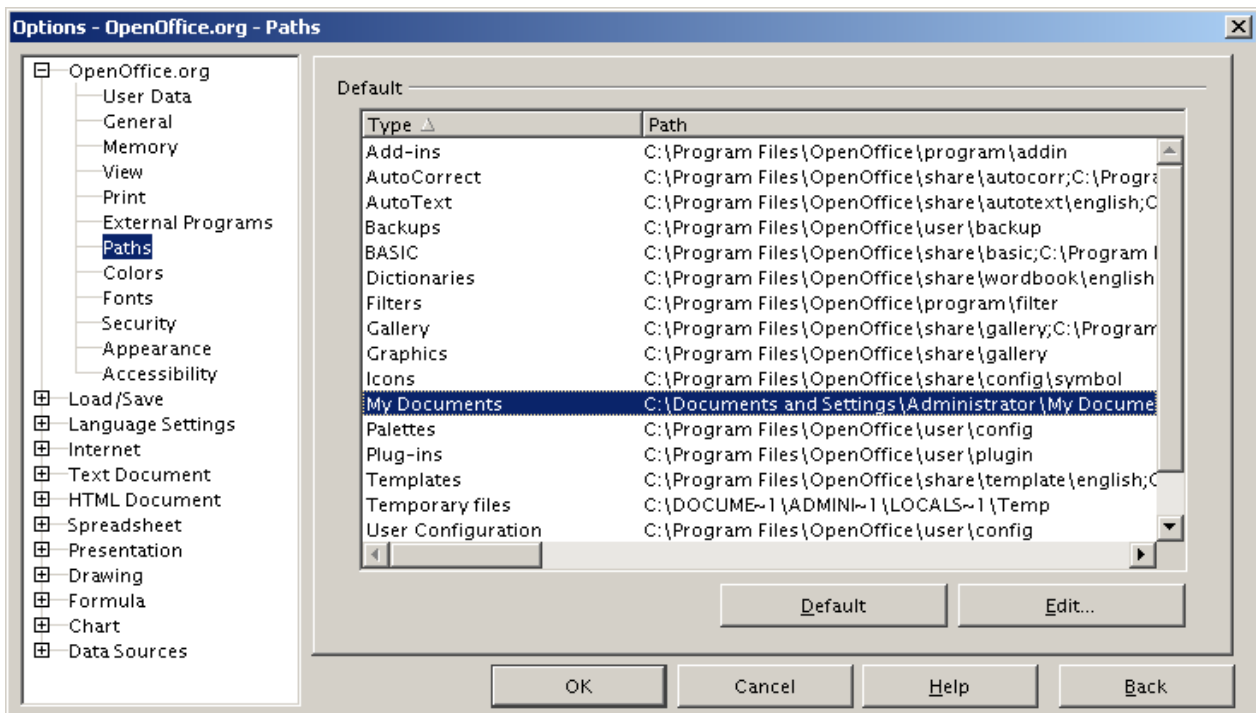 Options - OpenOffice.org - Paths
OpenOffice.org
User Data
General
Memory
View
Print
External Programs
Paths
Colors
Fonts
Security
Appearance
Accessibility
Load/Save
Language Settings
Internet
Text Document
HTML Document
Spreadsheet
Presentation
Drawing
Formula
Chart
Data Sources
Default
Type Path
Add-ins C:\Program Files\OpenOffice\program\addin
AutoCorrect C:\Program Files\OpenOffice\share\autocorr;C:\Progra
AutoText C:\Program Files\OpenOffice\share\autotext\english;C
Backups C:\Program Files\OpenOffice\user\backup
BASIC C:\Program Files\OpenOffice\share\basic;C:\Program
Dictionaries C:\Program Files\OpenOffice\share\wordbook\english
Filters C:\Program Files\OpenOffice\program\filter
Gallery C:\Program Files\OpenOffice\share\gallery;C:\Program
Graphics C:\Program Files\OpenOffice\share\gallery
Icons C:\Program Files\OpenOffice\share\config\symbol
My Documents C:\Documents and Settings\Administrator\My Docume
Palettes C:\Program Files\OpenOffice\user\config
Plug-ins C:\Program Files\OpenOffice\user\plugin
Templates C:\Program Files\OpenOffice\share\template\english;C
Temporary files C:\DOCUME~1\ADMINI~1\LOCALS~1\Temp
User Configuration C:\Program Files\OpenOffice\user\config
Default Edit...
OK Cancel Help Back